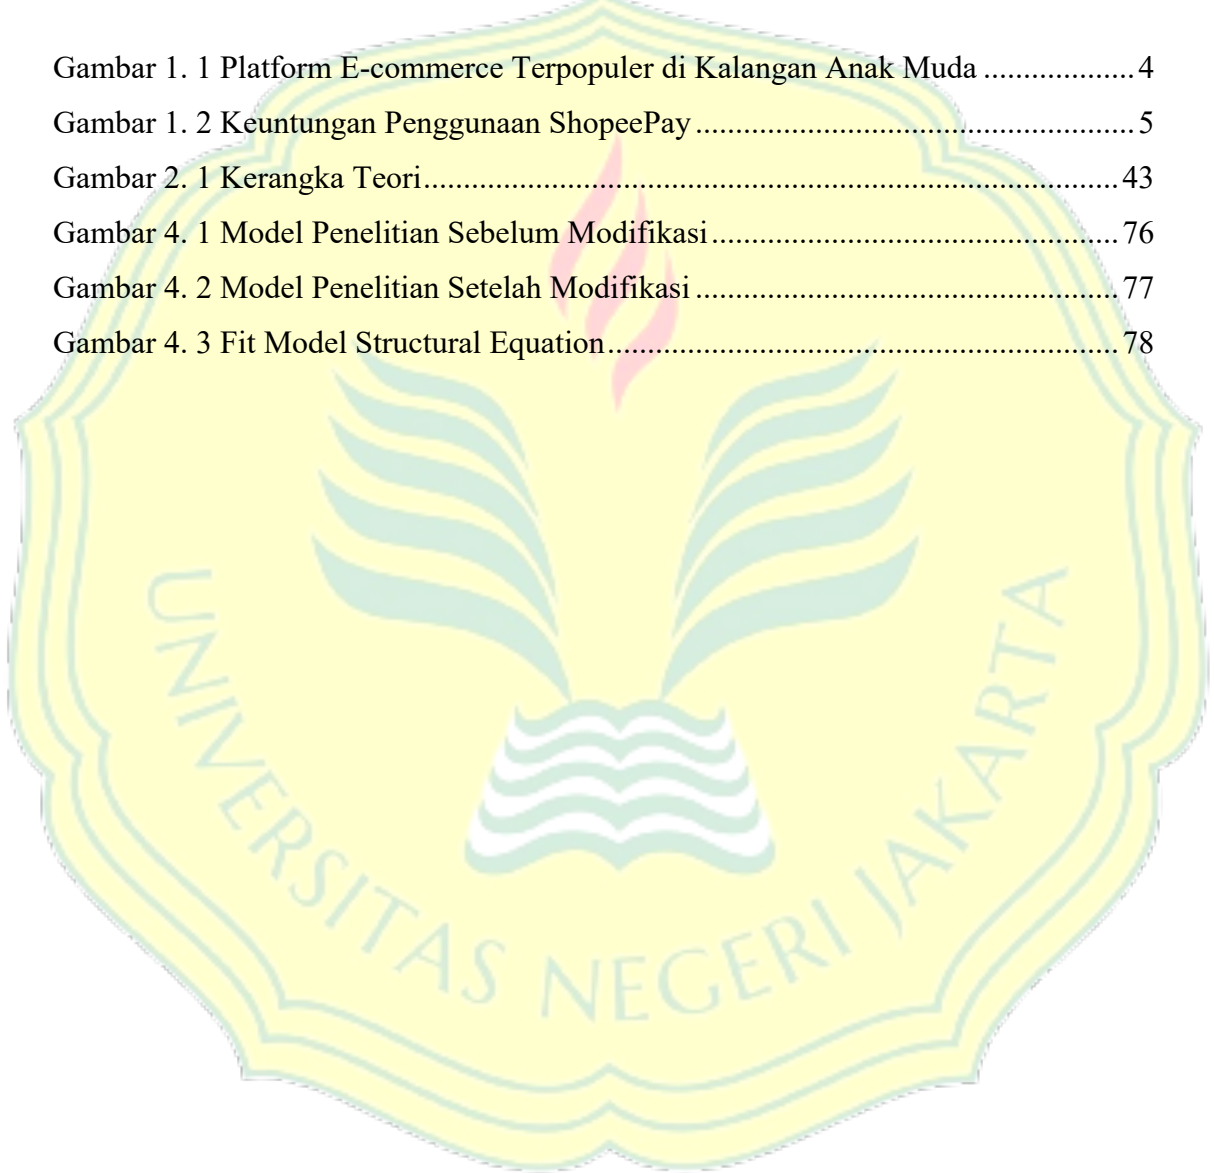 Gambar 1. 1 Platform E-commerce Terpopuler di Kalangan Anak Muda ................... 4
Gambar 1. 2 Keuntungan Penggunaan ShopeePay ....................................................... 5
Gambar 2. 1 Kerangka Teori....................................................................................... 43
Gambar 4. 1 Model Penelitian Sebelum Modifikasi................................................... 76
Gambar 4. 2 Model Penelitian Setelah Modifikasi ..................................................... 77
Gambar 4. 3 Fit Model Structural Equation................................................................ 78
UNIVERSITAS NEGERI JAKARTA